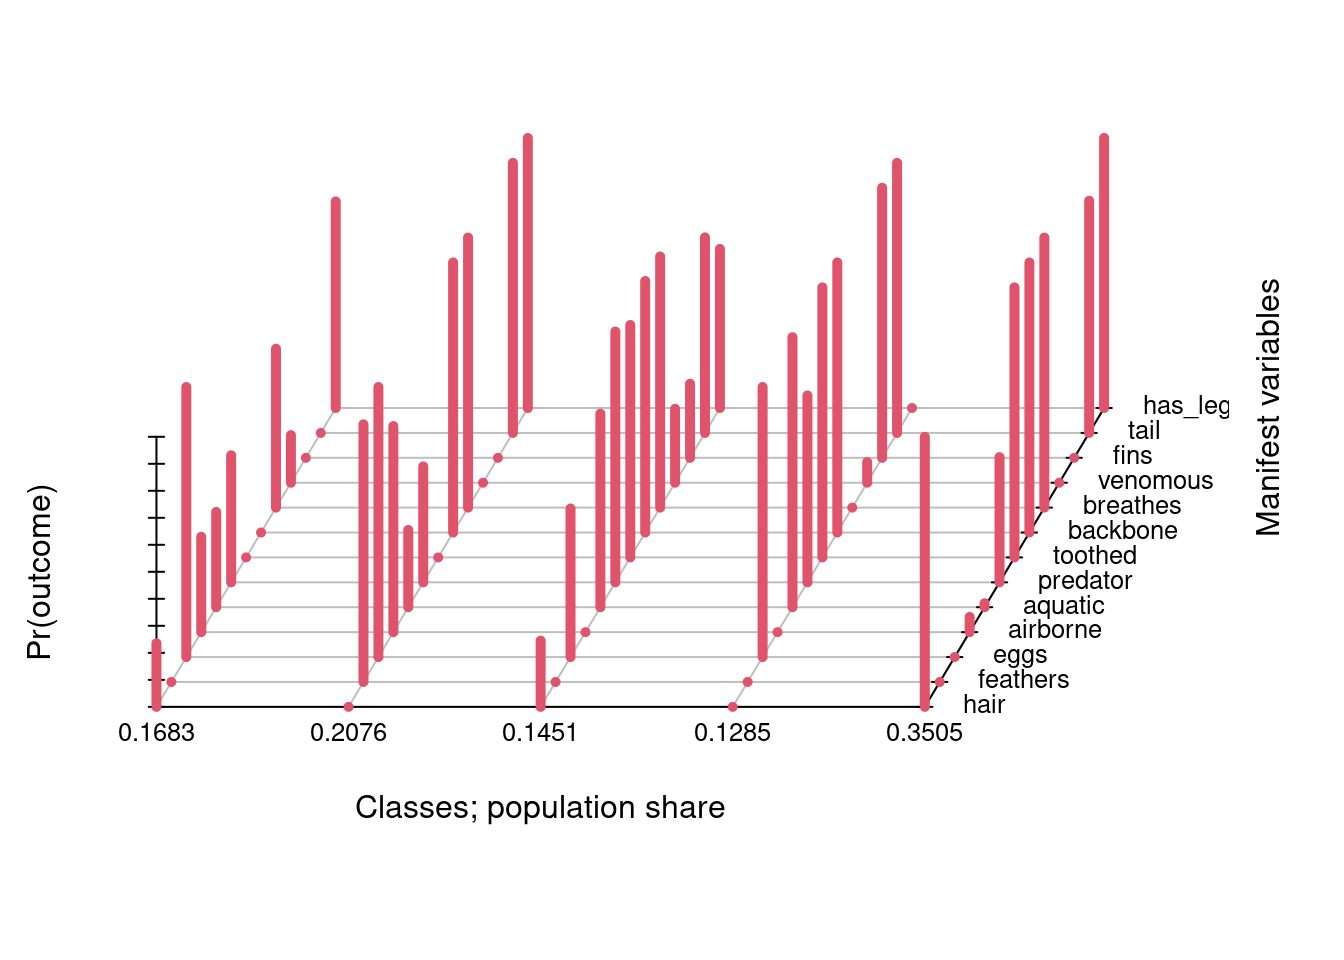 has_leg
tail
fins
venomous
breathes
backbone
toothed
predator
aquatic
airborne
eggs
feathers
hair
Manifest variables
Pr(outcome)
0.1683 0.2076 0.1451 0.1285 0.3505
Classes; population share